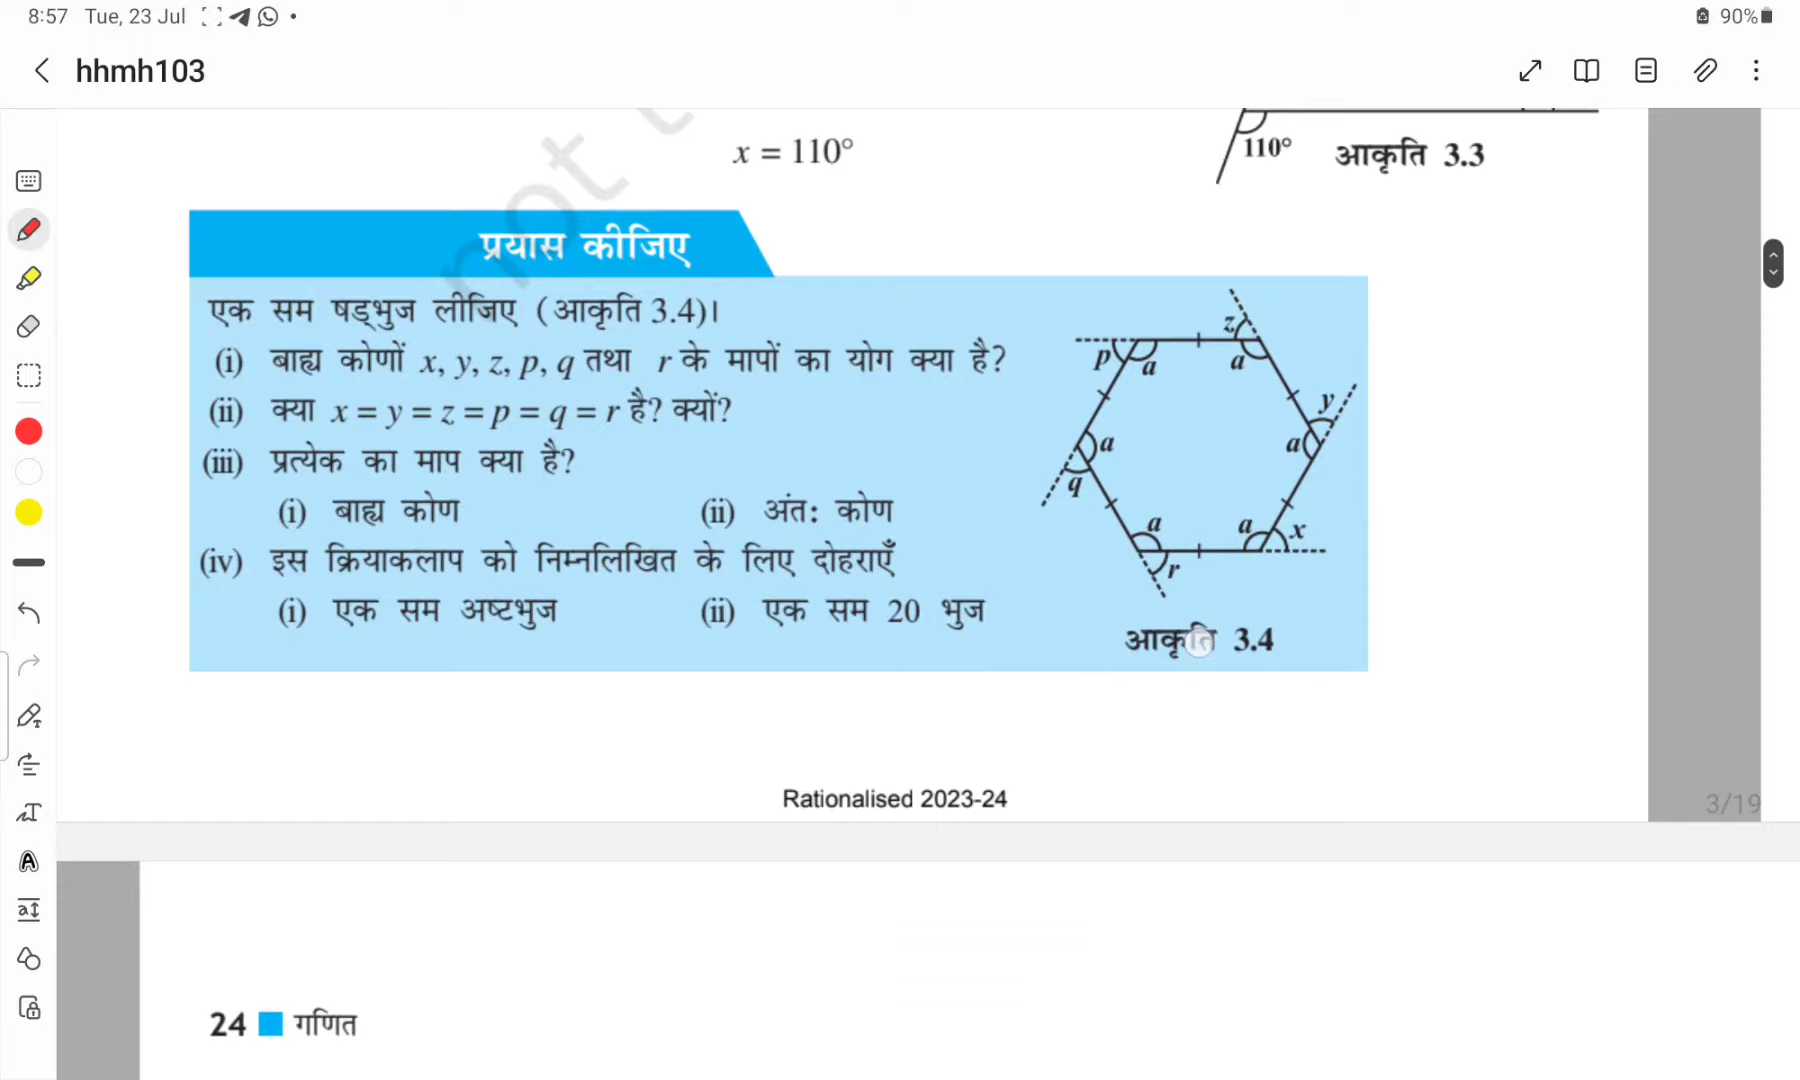 8:57 Tue, 23 Jul
90%
hhmh103
not t
x = 110°
110°
आकृति 3.3
प्रयास कीजिए
एक सम षड्भुज लीजिए (आकृति 3.4)।
(i) बाह्य कोणों x, y, z, p, q तथा r के मापों का योग क्या है?
(ii) क्या x = y = z = p = q = r है? क्यों?
(iii) प्रत्येक का माप क्या है?
(i) बाह्य कोण (ii) अंतः कोण
(iv) इस क्रियाकलाप को निम्नलिखित के लिए दोहराएँ
(i) एक सम अष्टभुज (ii) एक सम 20 भुज
z
p a a
y
a a
q
a a x
r
आकृति 3.4
Rationalised 2023-24
3/19
24 गणित